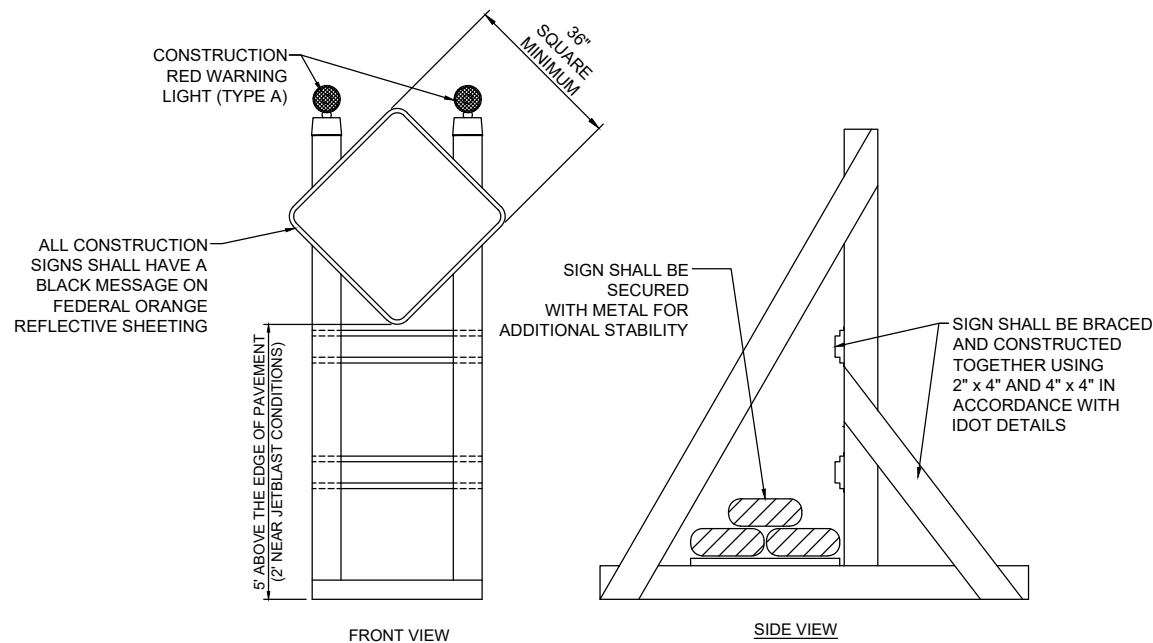 CONSTRUCTION
RED WARNING
LIGHT (TYPE A)
36"
SQUARE
MINIMUM
ALL CONSTRUCTION
SIGNS SHALL HAVE A
BLACK MESSAGE ON
FEDERAL ORANGE
REFLECTIVE SHEETING
5' ABOVE THE EDGE OF PAVEMENT
(2' NEAR JETBLAST CONDITIONS)
FRONT VIEW
SIGN SHALL BE
SECURED
WITH METAL FOR
ADDITIONAL STABILITY
SIGN SHALL BE BRACED
AND CONSTRUCTED
TOGETHER USING
2" x 4" AND 4" x 4" IN
ACCORDANCE WITH
IDOT DETAILS
SIDE VIEW